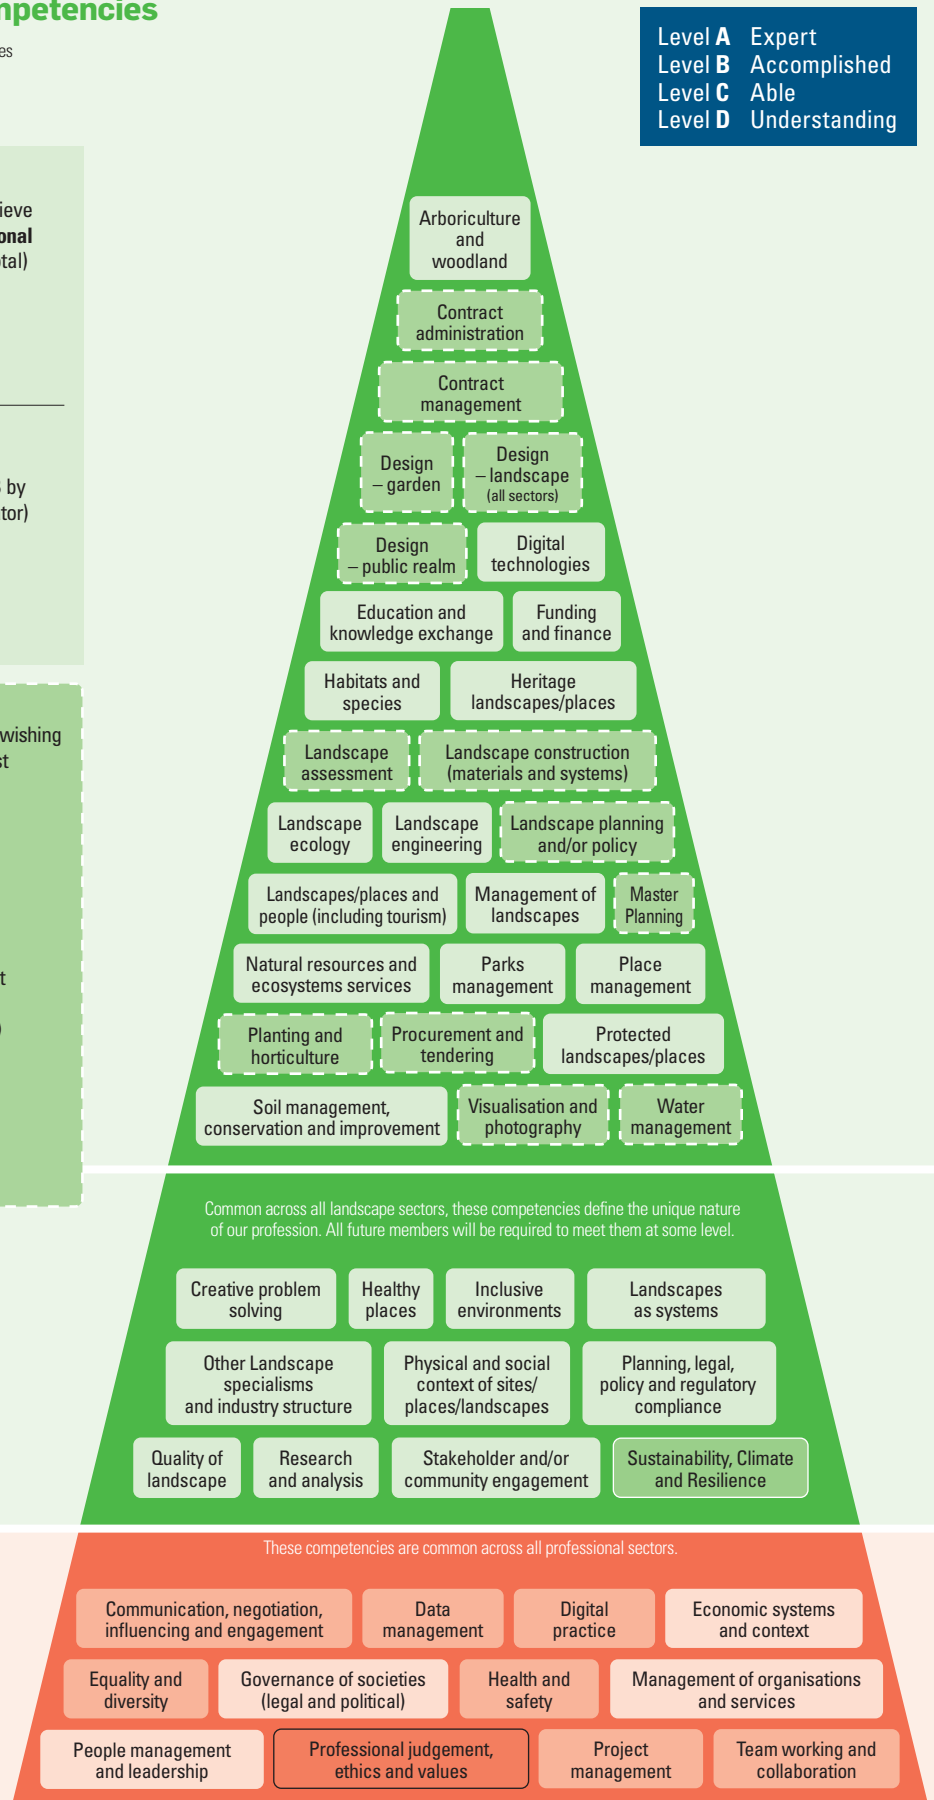 mpetencies
es
Level A Expert
Level B Accomplished
Level C Able
Level D Understanding
ieve
onal
tal)
by
tor)
wishing
st
t
)
Arboriculture
and
woodland
Contract
administration
Contract
management
Design
– garden
Design
– landscape
(all sectors)
Design
– public realm
Digital
technologies
Education and
knowledge exchange
Funding
and finance
Habitats and
species
Heritage
landscapes/places
Landscape
assessment
Landscape construction
(materials and systems)
Landscape
ecology
Landscape
engineering
Landscape planning
and/or policy
Landscapes/places and
people (including tourism)
Management of
landscapes
Master
Planning
Natural resources and
ecosystems services
Parks
management
Place
management
Planting and
horticulture
Procurement and
tendering
Protected
landscapes/places
Soil management,
conservation and improvement
Visualisation and
photography
Water
management
Common across all landscape sectors, these competencies define the unique nature
of our profession. All future members will be required to meet them at some level.
Creative problem
solving
Healthy
places
Inclusive
environments
Landscapes
as systems
Other Landscape
specialisms
and industry structure
Physical and social
context of sites/
places/landscapes
Planning, legal,
policy and regulatory
compliance
Quality of
landscape
Research
and analysis
Stakeholder and/or
community engagement
Sustainability, Climate
and Resilience
These competencies are common across all professional sectors.
Communication, negotiation,
influencing and engagement
Data
management
Digital
practice
Economic systems
and context
Equality and
diversity
Governance of societies
(legal and political)
Health and
safety
Management of organisations
and services
People management
and leadership
Professional judgement,
ethics and values
Project
management
Team working and
collaboration